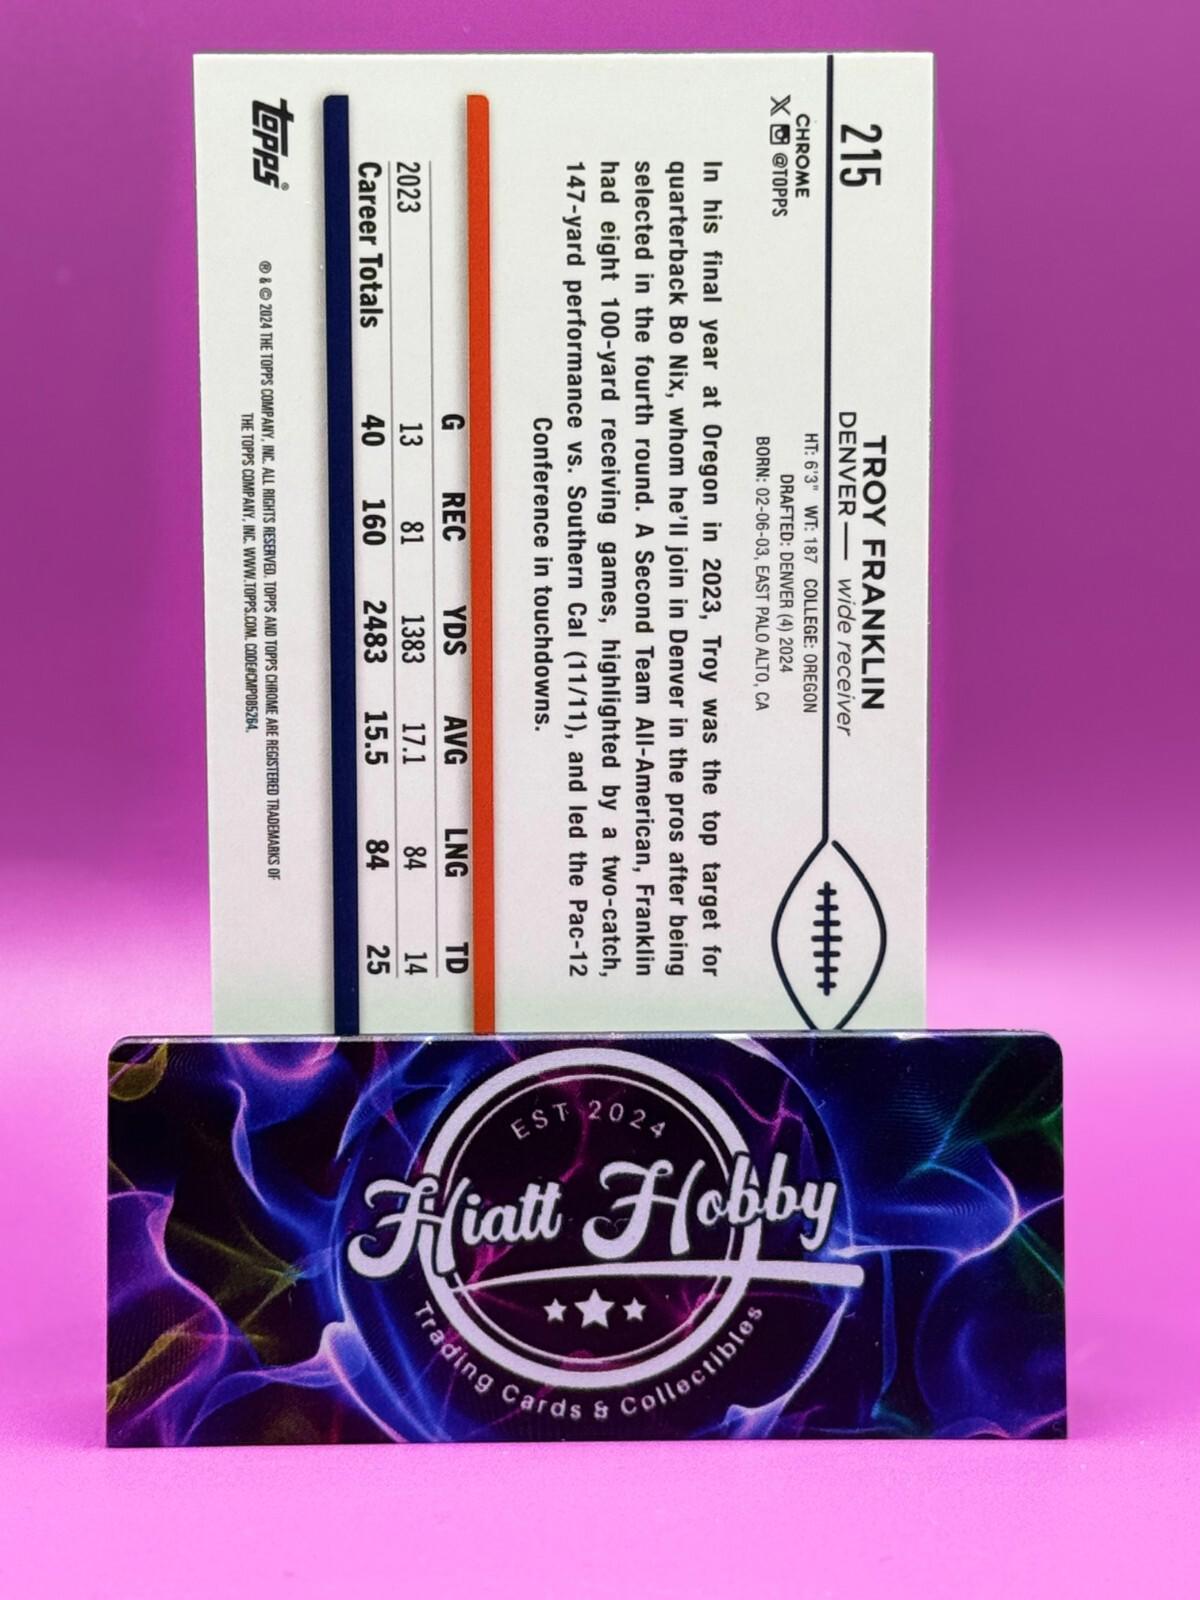 215
TROY FRANKLIN
DENVER — wide receiver
CHROME
X @TOPPS
HT: 6'3" WT: 187 COLLEGE: OREGON
DRAFTED: DENVER (4) 2024
BORN: 02-06-03, EAST PALO ALTO, CA
In his final year at Oregon in 2023, Troy was the top target for
quarterback Bo Nix, whom he'll join in Denver in the pros after being
selected in the fourth round. A Second Team All-American, Franklin
had eight 100-yard receiving games, highlighted by a two-catch,
147-yard performance vs. Southern Cal (11/11), and led the Pac-12
Conference in touchdowns.
G REC YDS AVG LNG TD
2023 13 81 1383 17.1 84 14
Career Totals 40 160 2483 15.5 84 25
topps®
® & © 2024 THE TOPPS COMPANY, INC. ALL RIGHTS RESERVED. TOPPS AND TOPPS CHROME ARE REGISTERED TRADEMARKS OF
THE TOPPS COMPANY, INC. WWW.TOPPS.COM. CODE#CMP085264.
EST 2024
Hiatt Hobby
Trading Cards & Collectibles